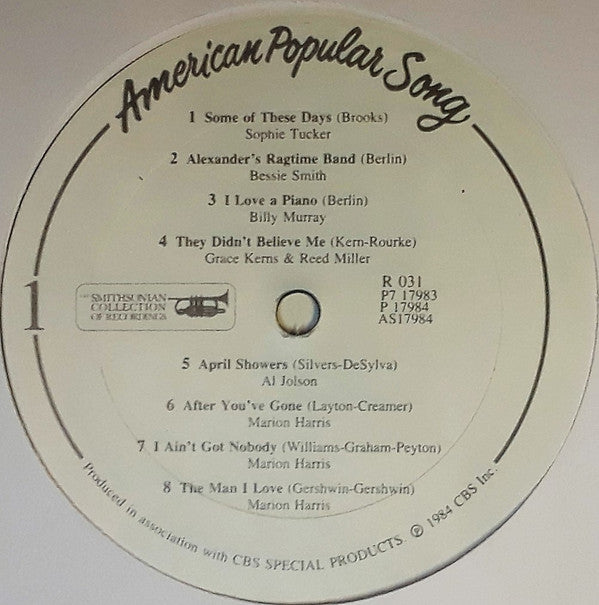 American Popular Song
1 Some of These Days (Brooks)
Sophie Tucker
2 Alexander's Ragtime Band (Berlin)
Bessie Smith
3 I Love a Piano (Berlin)
Billy Murray
4 They Didn't Believe Me (Kern-Rourke)
Grace Kerns & Reed Miller
1
THE SMITHSONIAN
COLLECTION
OF RECORDINGS
R 031
P7 17983
P 17984
AS17984
5 April Showers (Silvers-DeSylva)
Al Jolson
6 After You've Gone (Layton-Creamer)
Marion Harris
7 I Ain't Got Nobody (Williams-Graham-Peyton)
Marion Harris
8 The Man I Love (Gershwin-Gershwin)
Marion Harris
Produced in association with CBS SPECIAL PRODUCTS. ℗ 1984 CBS Inc.